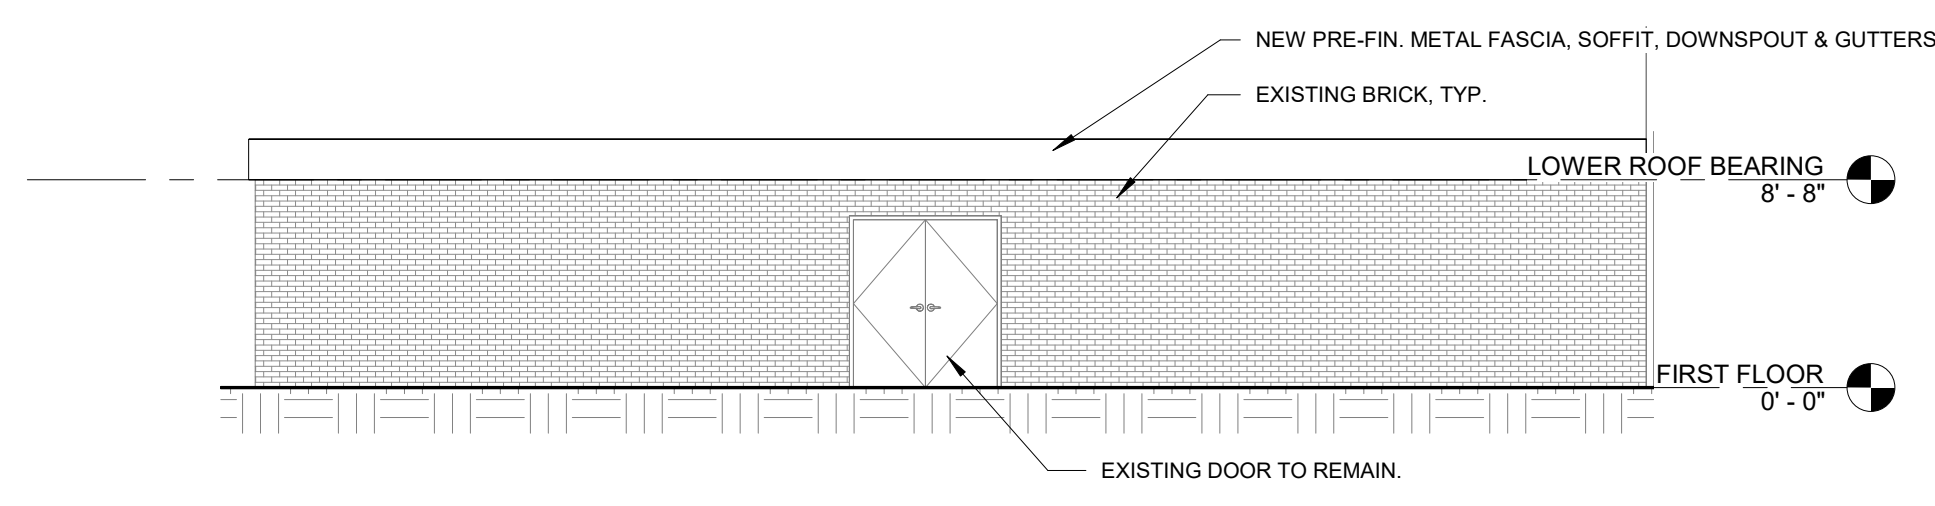 NEW PRE-FIN. METAL FASCIA, SOFFIT, DOWNSPOUT & GUTTERS
EXISTING BRICK, TYP.
LOWER ROOF BEARING
8' - 8"
FIRST FLOOR
0' - 0"
EXISTING DOOR TO REMAIN.